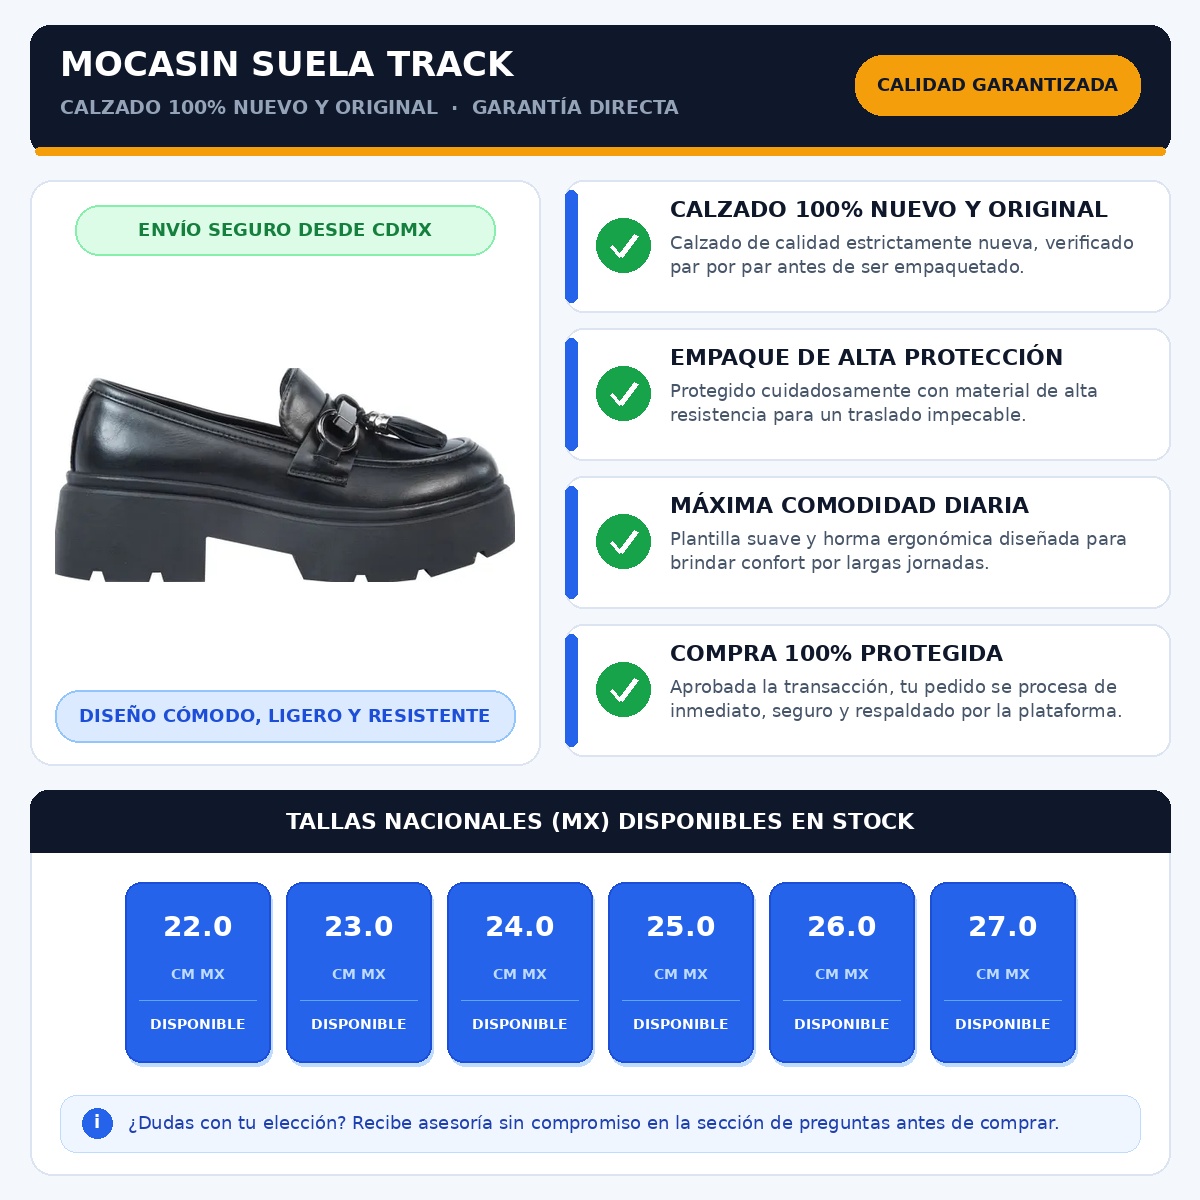 MOCASIN SUELA TRACK
CALZADO 100% NUEVO Y ORIGINAL · GARANTÍA DIRECTA
CALIDAD GARANTIZADA
ENVÍO SEGURO DESDE CDMX
DISEÑO CÓMODO, LIGERO Y RESISTENTE
CALZADO 100% NUEVO Y ORIGINAL
Calzado de calidad estrictamente nueva, verificado
par por par antes de ser empaquetado.
EMPAQUE DE ALTA PROTECCIÓN
Protegido cuidadosamente con material de alta
resistencia para un traslado impecable.
MÁXIMA COMODIDAD DIARIA
Plantilla suave y horma ergonómica diseñada para
brindar confort por largas jornadas.
COMPRA 100% PROTEGIDA
Aprobada la transacción, tu pedido se procesa de
inmediato, seguro y respaldado por la plataforma.
TALLAS NACIONALES (MX) DISPONIBLES EN STOCK
22.0 23.0 24.0 25.0 26.0 27.0
CM MX CM MX CM MX CM MX CM MX CM MX
DISPONIBLE DISPONIBLE DISPONIBLE DISPONIBLE DISPONIBLE DISPONIBLE
i ¿Dudas con tu elección? Recibe asesoría sin compromiso en la sección de preguntas antes de comprar.